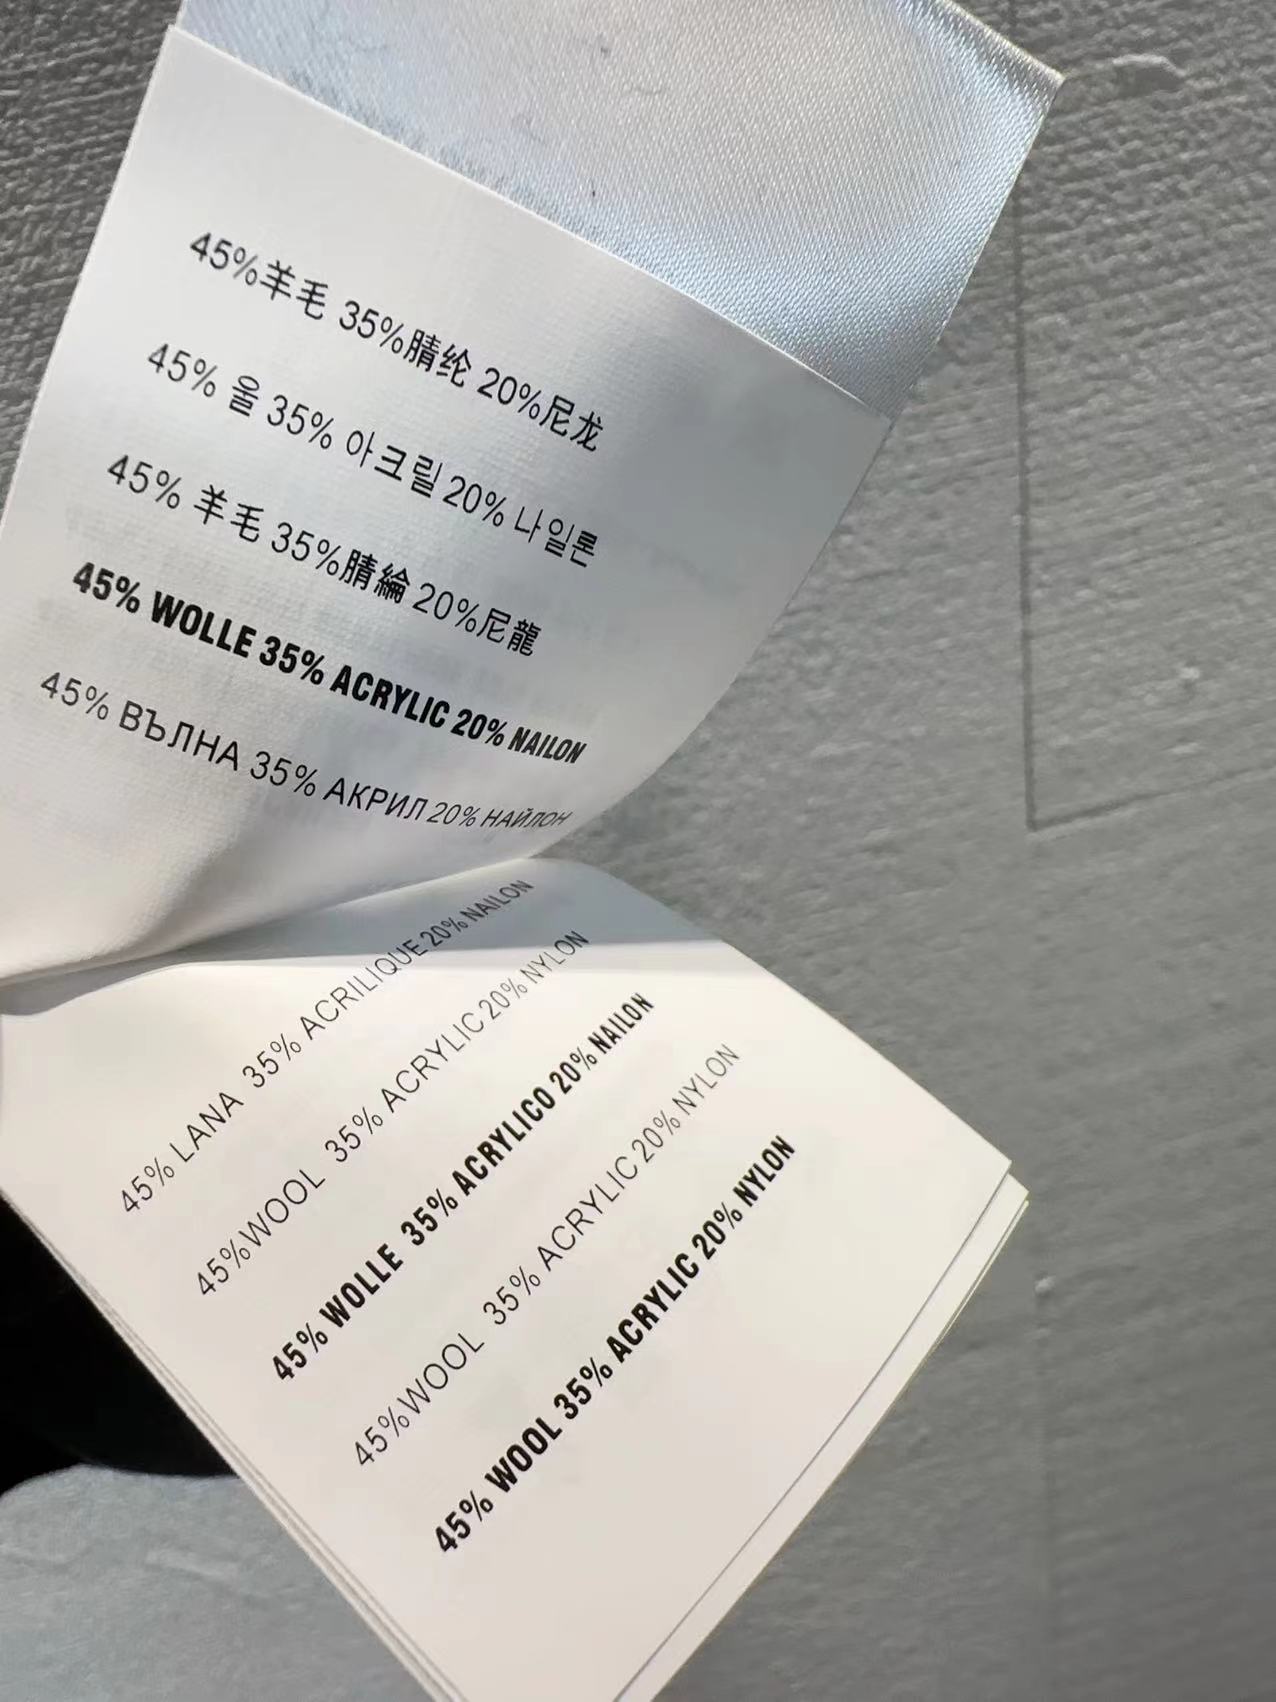 45%羊毛 35%腈纶 20%尼龙
45% 울 35% 아크릴 20% 나일론
45% 羊毛 35%腈綸 20%尼龍
45% WOLLE 35% ACRYLIC 20% NAILON
45% ВЪЛНА 35% АКРИЛ 20% НАЙЛОН
45% LANA 35% ACRILIQUE 20% NAILON
45%WOOL 35% ACRYLIC 20% NYLON
45% WOLLE 35% ACRYLICO 20% NAILON
45%WOOL 35% ACRYLIC 20% NYLON
45% WOOL 35% ACRYLIC 20% NYLON